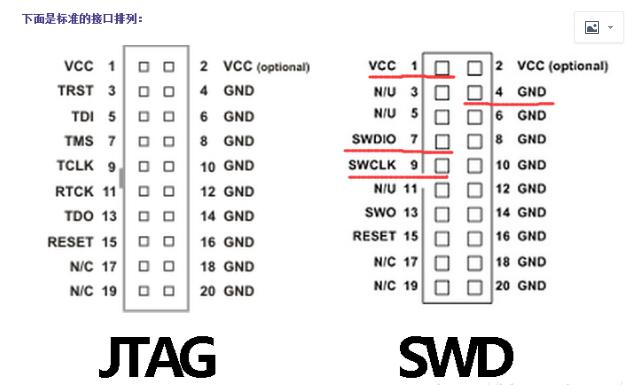 下面是标准的接口排列：
VCC 1 2 VCC (optional)
TRST 3 4 GND
TDI 5 6 GND
TMS 7 8 GND
TCLK 9 10 GND
RTCK 11 12 GND
TDO 13 14 GND
RESET 15 16 GND
N/C 17 18 GND
N/C 19 20 GND
JTAG
VCC 1 2 VCC (optional)
N/U 3 4 GND
N/U 5 6 GND
SWDIO 7 8 GND
SWCLK 9 10 GND
N/U 11 12 GND
SWO 13 14 GND
RESET 15 16 GND
N/C 17 18 GND
N/C 19 20 GND
SWD